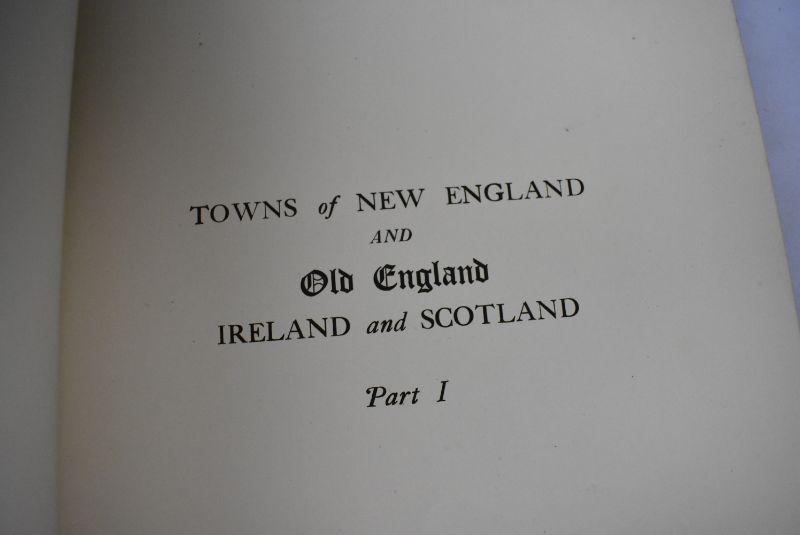 TOWNS of NEW ENGLAND
AND
Old England
IRELAND and SCOTLAND
Part I